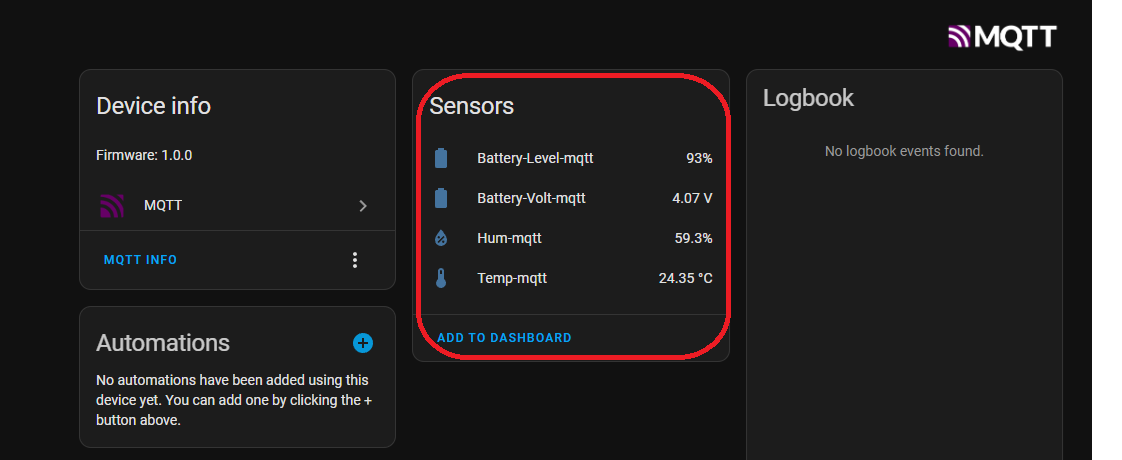 MQTT
Device info
Firmware: 1.0.0
MQTT
MQTT INFO
Automations
No automations have been added using this
device yet. You can add one by clicking the +
button above.
Sensors
Battery-Level-mqtt 93%
Battery-Volt-mqtt 4.07 V
Hum-mqtt 59.3%
Temp-mqtt 24.35 °C
ADD TO DASHBOARD
Logbook
No logbook events found.